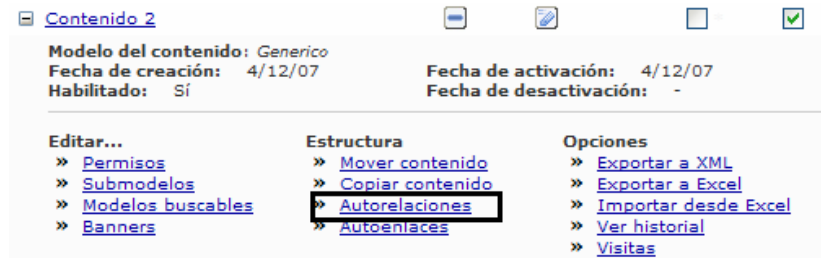 Contenido 2
Modelo del contenido: Generico
Fecha de creación: 4/12/07 Fecha de activación: 4/12/07
Habilitado: Sí Fecha de desactivación: -
Editar... Estructura Opciones
» Permisos » Mover contenido » Exportar a XML
» Submodelos » Copiar contenido » Exportar a Excel
» Modelos buscables » Autorelaciones » Importar desde Excel
» Banners » Autoenlaces » Ver historial
» Visitas